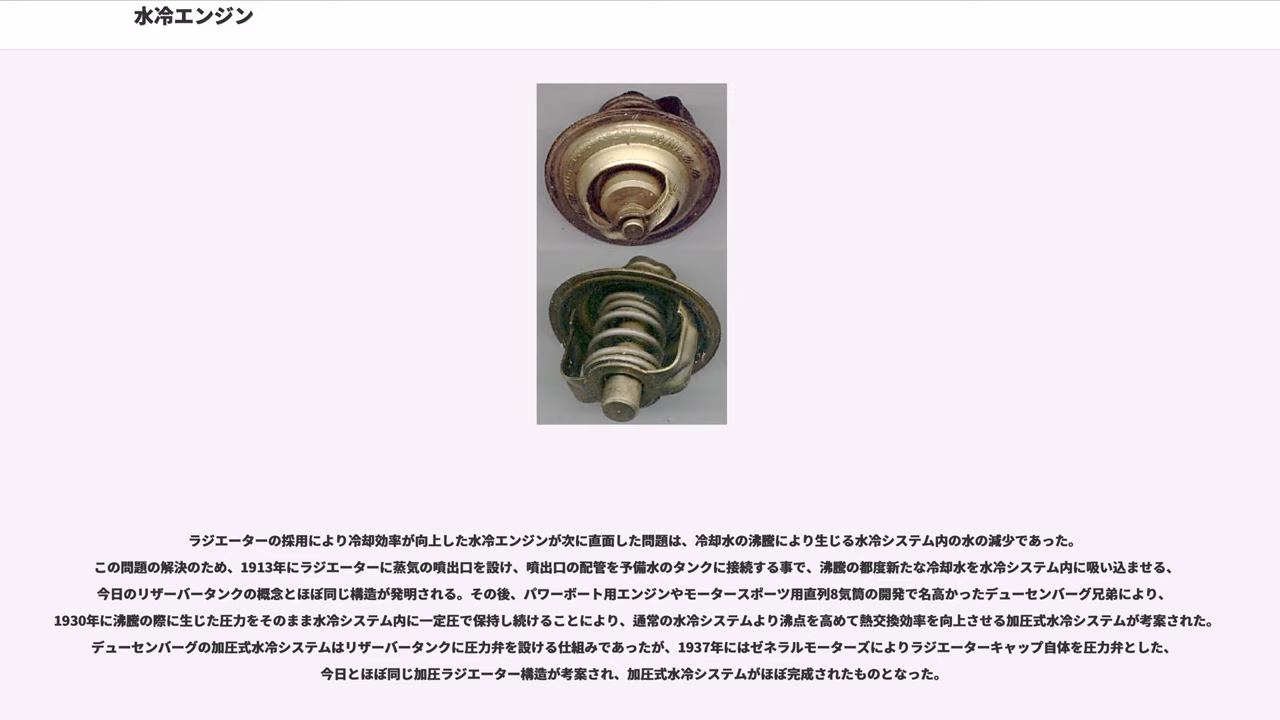 水冷エンジン
ラジエーターの採用により冷却効率が向上した水冷エンジンが次に直面した問題は、冷却水の沸騰により生じる水冷システム内の水の減少であった。
この問題の解決のため、1913年にラジエーターに蒸気の噴出口を設け、噴出口の配管を予備水のタンクに接続する事で、沸騰の都度新たな冷却水を水冷システム内に吸い込ませる、
今日のリザーバータンクの概念とほぼ同じ構造が発明される。その後、パワーボート用エンジンやモータースポーツ用直列8気筒の開発で名高かったデューセンバーグ兄弟により、
1930年に沸騰の際に生じた圧力をそのまま水冷システム内に一定圧で保持し続けることにより、通常の水冷システムより沸点を高めて熱交換効率を向上させる加圧式水冷システムが考案された。
デューセンバーグの加圧式水冷システムはリザーバータンクに圧力弁を設ける仕組みであったが、1937年にはゼネラルモーターズによりラジエーターキャップ自体を圧力弁とした、
今日とほぼ同じ加圧ラジエーター構造が考案され、加圧式水冷システムがほぼ完成されたものとなった。